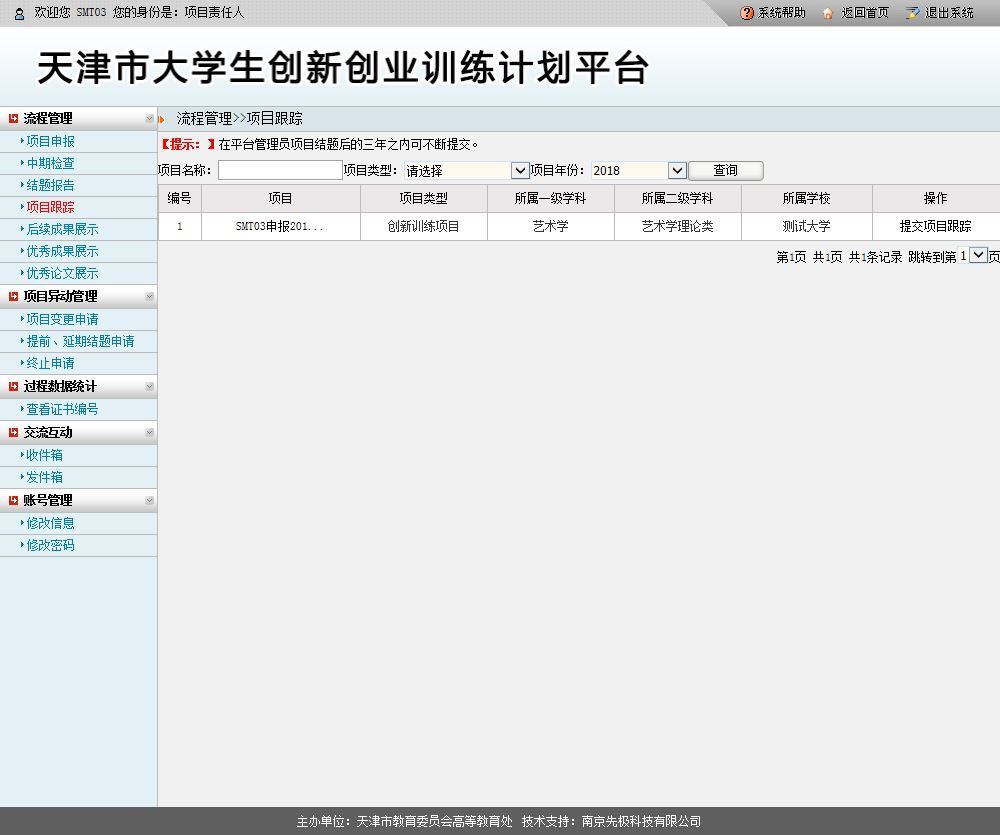 欢迎您 SMT03 您的身份是：项目责任人 系统帮助 返回首页 退出系统
天津市大学生创新创业训练计划平台
流程管理
项目申报
中期检查
结题报告
项目跟踪
后续成果展示
优秀成果展示
优秀论文展示
项目异动管理
项目变更申请
提前、延期结题申请
终止申请
过程数据统计
查看证书编号
交流互动
收件箱
发件箱
账号管理
修改信息
修改密码
流程管理>>项目跟踪
【提示：】在平台管理员项目结题后的三年之内可不断提交。
项目名称： 项目类型： 请选择 项目年份： 2018 查询
编号 项目 项目类型 所属一级学科 所属二级学科 所属学校 操作
1 SMT03申报201... 创新训练项目 艺术学 艺术学理论类 测试大学 提交项目跟踪
第1页 共1页 共1条记录 跳转到第 1 页
主办单位：天津市教育委员会高等教育处 技术支持：南京先极科技有限公司